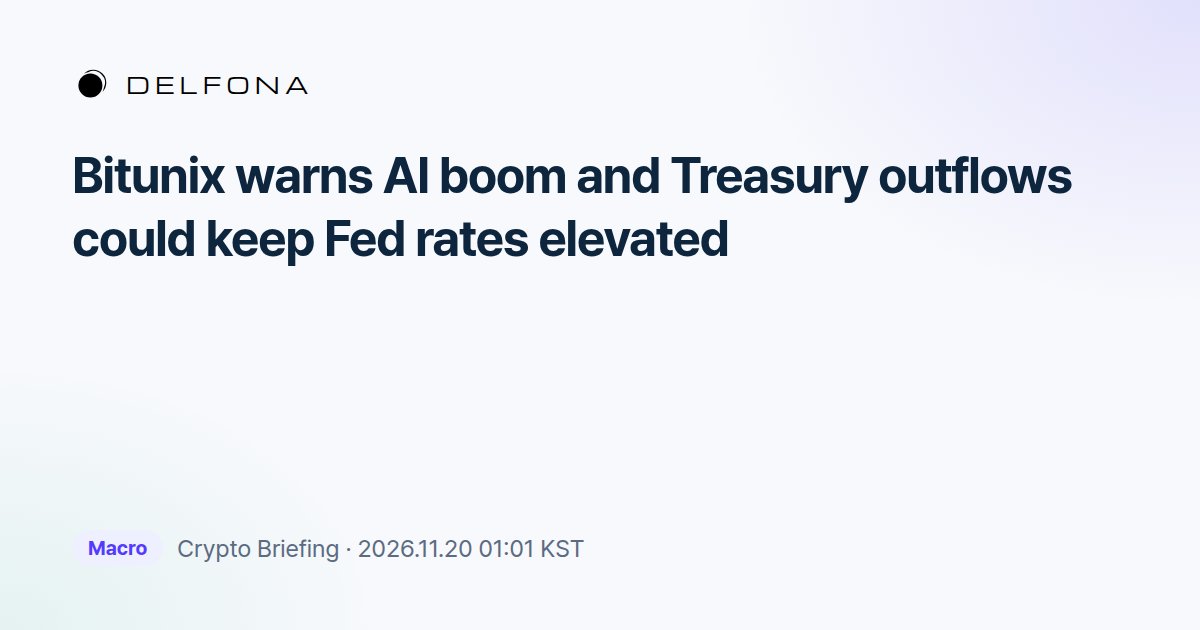 DELFONA
Bitunix warns AI boom and Treasury outflows
could keep Fed rates elevated
Macro Crypto Briefing · 2026.11.20 01:01 KST